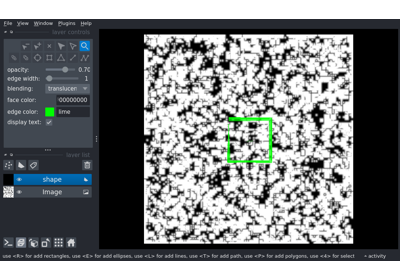 File View Window Plugins Help
layer controls
opacity: 0.70
edge width: 1
blending: translucen
face color: 00000000
edge color: lime
display text:
layer list
shape
Image
use <R> for add rectangles, use <E> for add ellipses, use <L> for add lines, use <T> for add path, use <P> for add polygons, use <4> for select activity